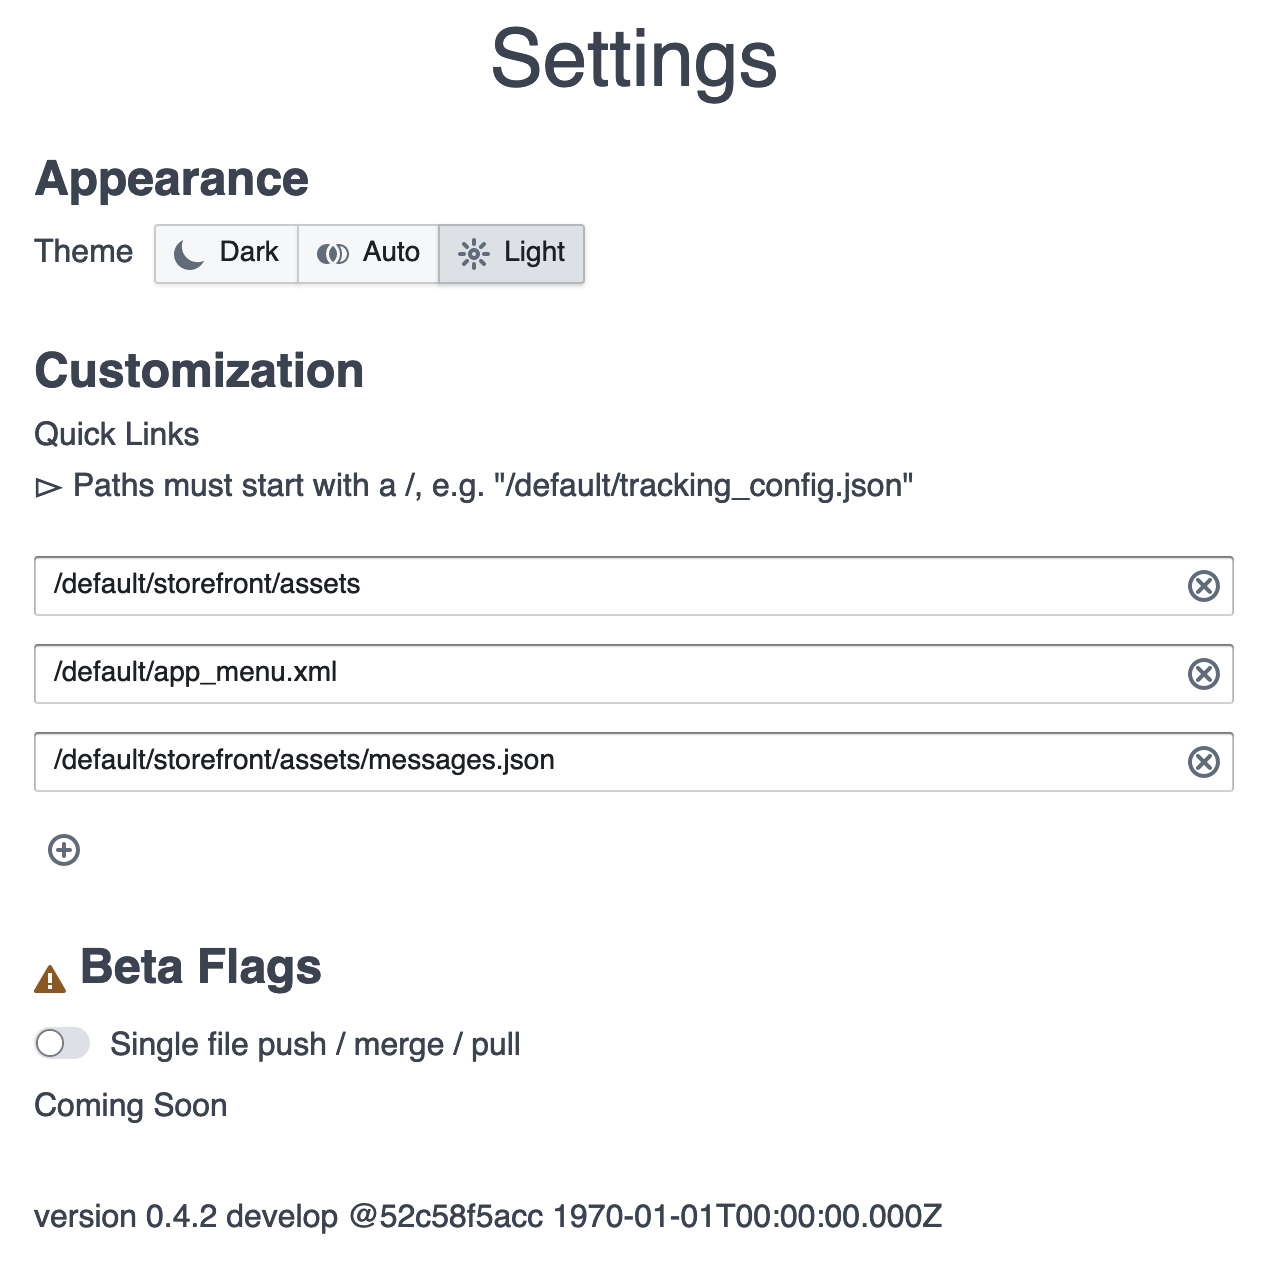 Settings
Appearance
Theme Dark Auto Light
Customization
Quick Links
Paths must start with a /, e.g. "/default/tracking_config.json"
/default/storefront/assets
/default/app_menu.xml
/default/storefront/assets/messages.json
Beta Flags
Single file push / merge / pull
Coming Soon
version 0.4.2 develop @52c58f5acc 1970-01-01T00:00:00.000Z